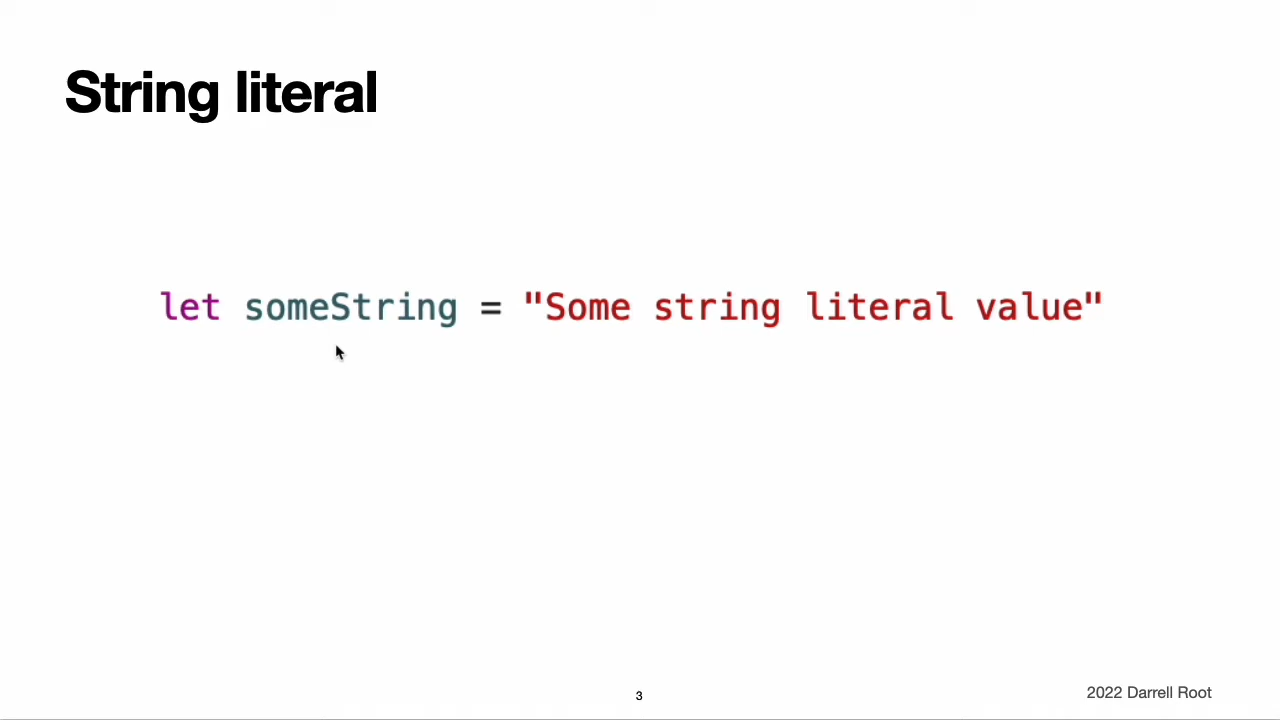 String literal
let someString = "Some string literal value"
3
2022 Darrell Root